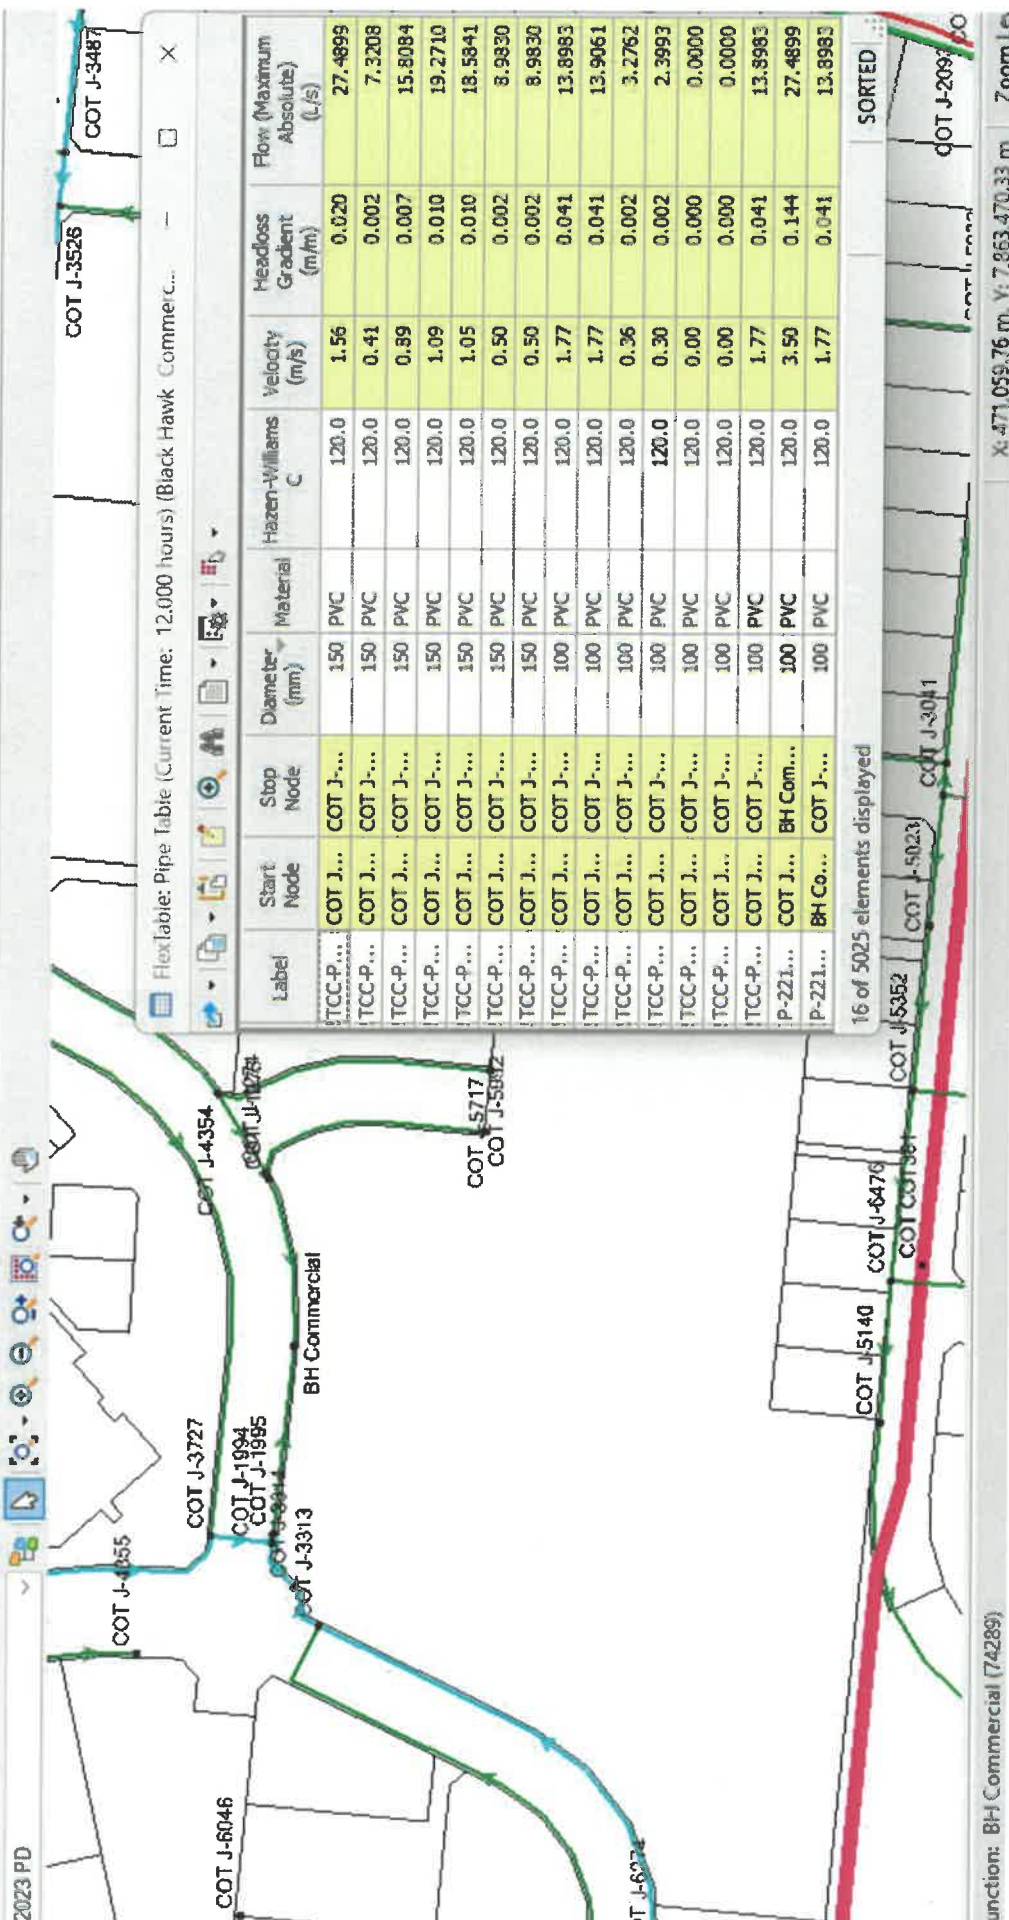 2023 PD
COT J-3487
COT J-3526
COT J-4355
COT J-3727
COT J-4354
COT J-1994
COT J-1995
COT J-3313
BH Commercial
COT J-6046
COT J-5140
COT J-6476
COT J-5352
COT J-5023
COT J-3041
FlexTable: Pipe Table (Current Time: 12.000 hours) (Black Hawk Commerc...
Label Start Node Stop Node Diameter (mm) Material Hazen-Williams C Velocity (m/s) Headloss Gradient (m/m) Flow (Maximum Absolute) (L/s)
!TCC-P... COT J... COT J-... 150 PVC 120.0 1.56 0.020 27.4899
!TCC-P... COT J... COT J-... 150 PVC 120.0 0.41 0.002 7.3208
!TCC-P... COT J... COT J-... 150 PVC 120.0 0.89 0.007 15.8084
!TCC-P... COT J... COT J-... 150 PVC 120.0 1.09 0.010 19.2710
!TCC-P... COT J... COT J-... 150 PVC 120.0 1.05 0.010 18.5841
!TCC-P... COT J... COT J-... 150 PVC 120.0 0.50 0.002 8.9830
!TCC-P... COT J... COT J-... 150 PVC 120.0 0.50 0.002 8.9830
!TCC-P... COT J... COT J-... 100 PVC 120.0 1.77 0.041 13.8983
!TCC-P... COT J... COT J-... 100 PVC 120.0 1.77 0.041 13.9061
!TCC-P... COT J... COT J-... 100 PVC 120.0 0.36 0.002 3.2762
!TCC-P... COT J... COT J-... 100 PVC 120.0 0.30 0.002 2.3993
!TCC-P... COT J... COT J-... 100 PVC 120.0 0.00 0.000 0.0000
!TCC-P... COT J... COT J-... 100 PVC 120.0 0.00 0.000 0.0000
!TCC-P... COT J... COT J-... 100 PVC 120.0 1.77 0.041 13.8983
P-221... COT J... BH Com... 100 PVC 120.0 3.50 0.144 27.4899
P-221... BH Co... COT J-... 100 PVC 120.0 1.77 0.041 13.8983
16 of 5025 elements displayed
SORTED
unction: BH Commercial (74289)
X: 471,059.76 m, Y: 7,863,470.33 m